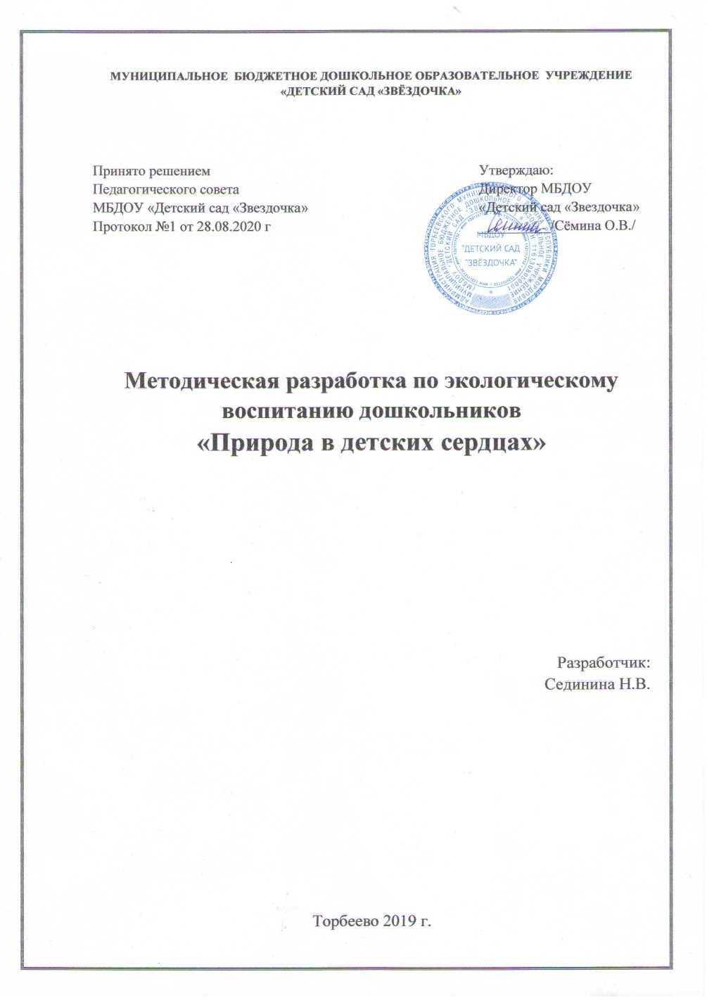 МУНИЦИПАЛЬНОЕ БЮДЖЕТНОЕ ДОШКОЛЬНОЕ ОБРАЗОВАТЕЛЬНОЕ УЧРЕЖДЕНИЕ
«ДЕТСКИЙ САД «ЗВЁЗДОЧКА»
Принято решением
Педагогического совета
МБДОУ «Детский сад «Звездочка»
Протокол №1 от 28.08.2020 г
Утверждаю:
Директор МБДОУ
«Детский сад «Звездочка»
/Сёмина О.В./
МБДОУ
"ДЕТСКИЙ САД
"ЗВЁЗДОЧКА"
Методическая разработка по экологическому
воспитанию дошкольников
«Природа в детских сердцах»
Разработчик:
Сединина Н.В.
Торбеево 2019 г.